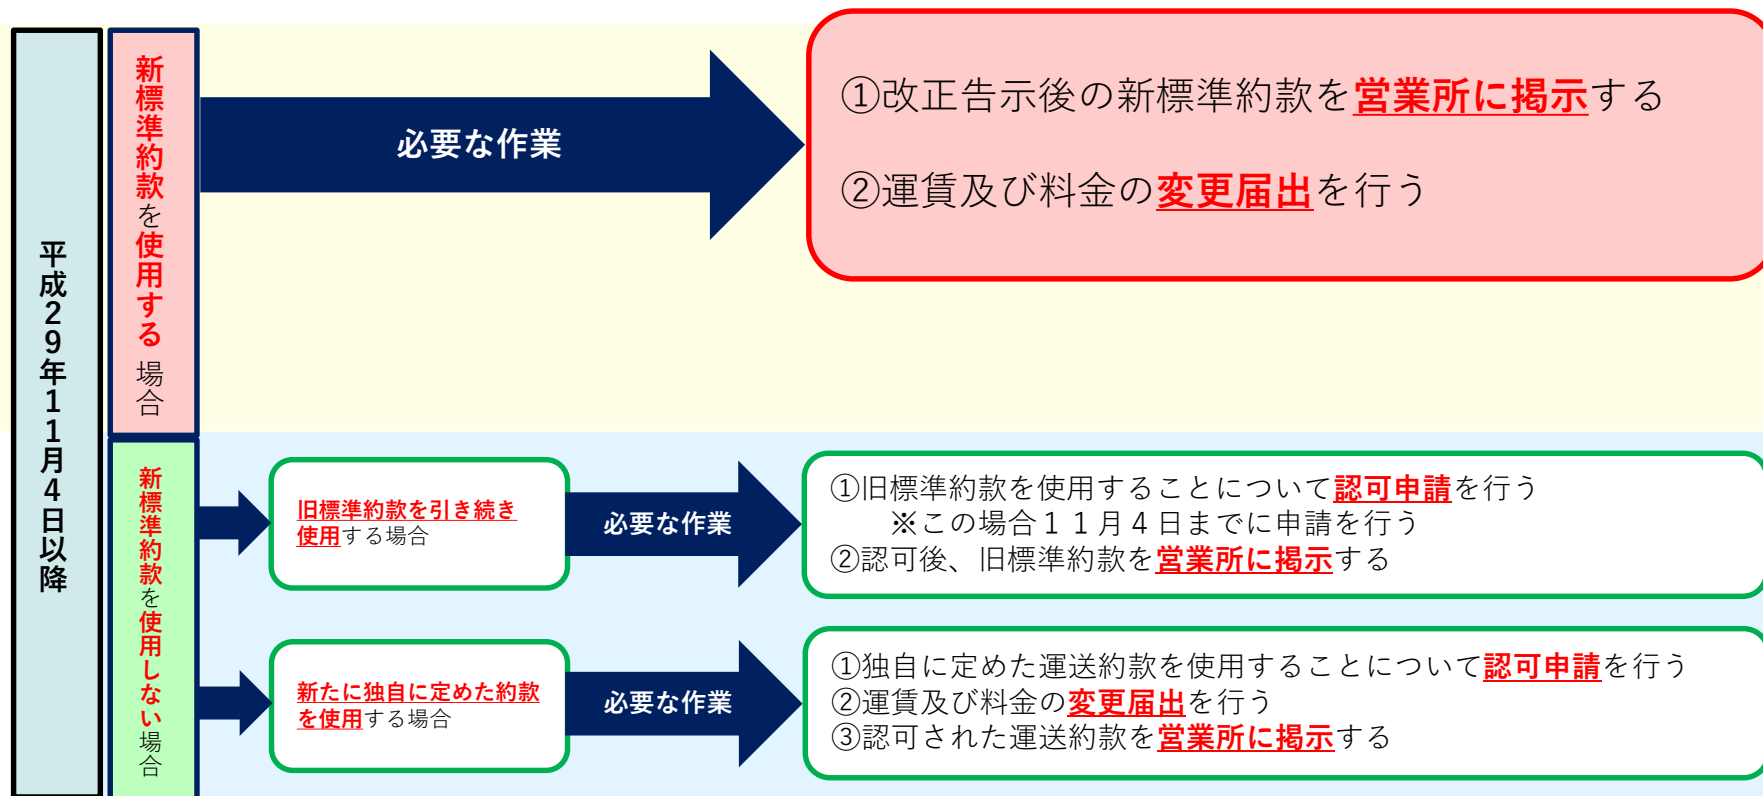 平成２９年１１月４日以降
新標準約款を使用する 場合
必要な作業
①改正告示後の新標準約款を営業所に掲示する
②運賃及び料金の変更届出を行う
新標準約款を使用しない場合
旧標準約款を引き続き
使用する場合
必要な作業
①旧標準約款を使用することについて認可申請を行う
※この場合１１月４日までに申請を行う
②認可後、旧標準約款を営業所に掲示する
新たに独自に定めた約款
を使用する場合
必要な作業
①独自に定めた運送約款を使用することについて認可申請を行う
②運賃及び料金の変更届出を行う
③認可された運送約款を営業所に掲示する